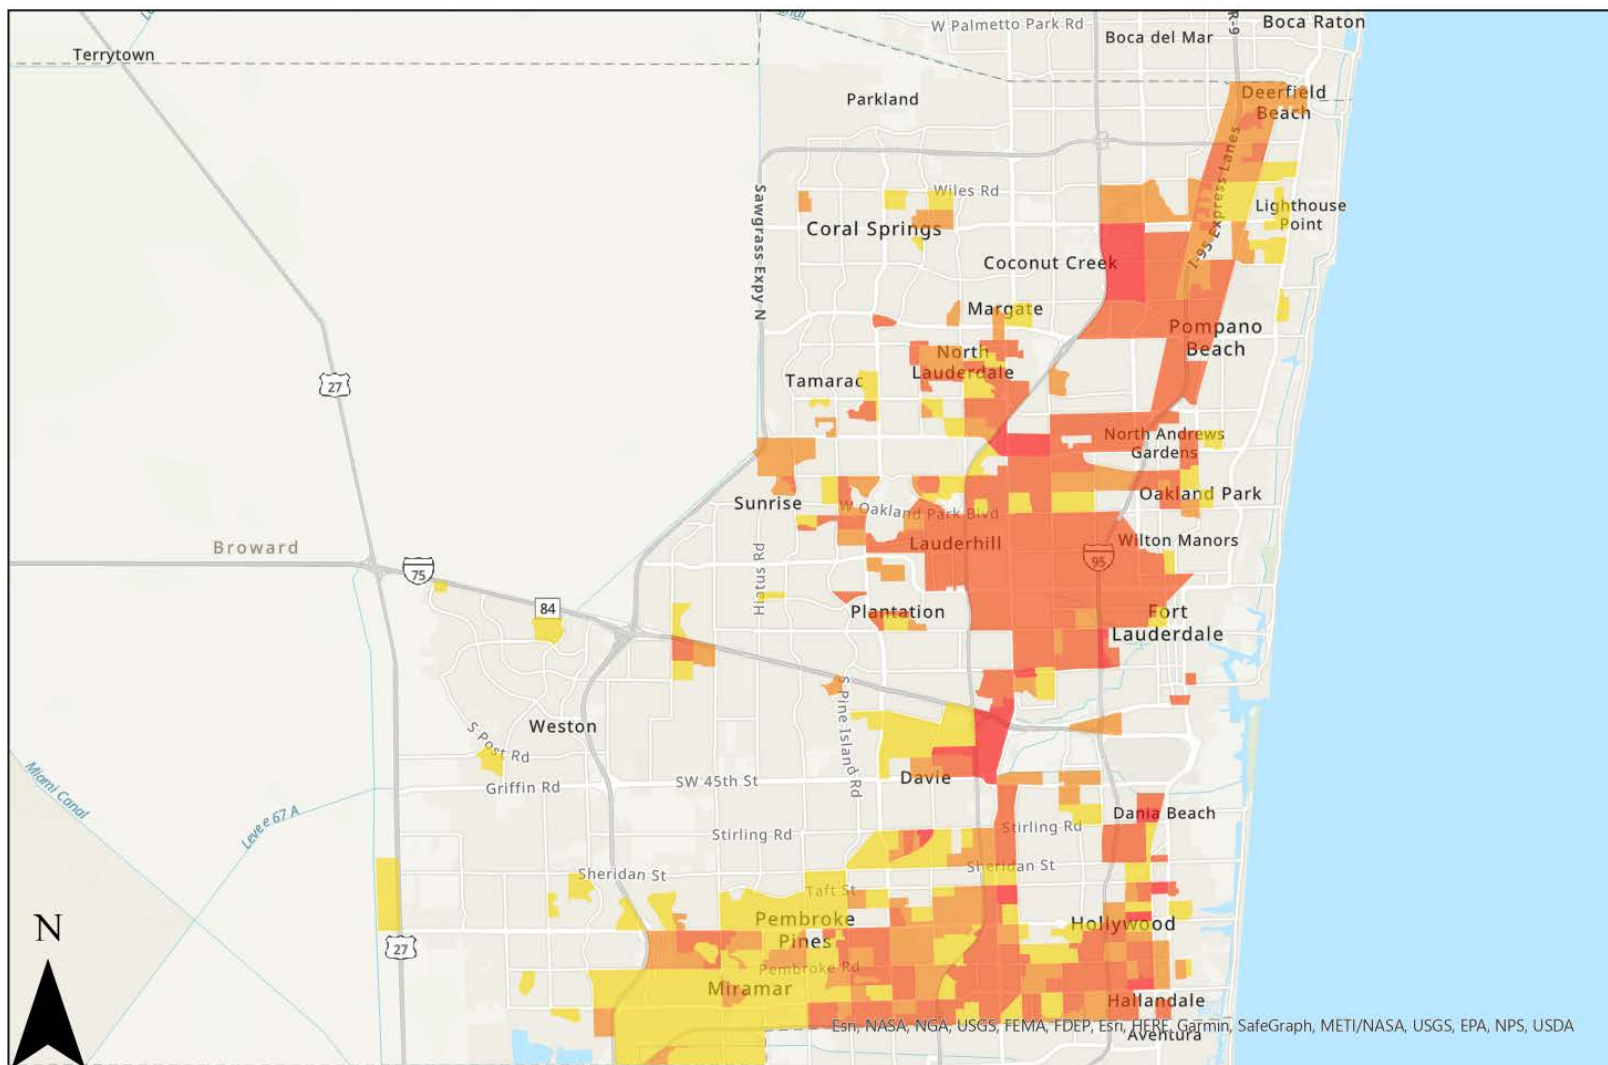 Boca Raton
W Palmetto Park Rd
R-9
Boca del Mar
Terrytown
Deerfield
Beach
Parkland
I-95 Express Lanes
Wiles Rd
Sawgrass Expy N
Lighthouse
Point
Coral Springs
Coconut Creek
Margate
Pompano
Beach
North
Lauderdale
Tamarac
27
North Andrews
Gardens
Oakland Park
Sunrise
W Oakland Park Blvd
Wilton Manors
Lauderhill
Broward
95
75
Hiatus Rd
84
Plantation
Fort
Lauderdale
S Pine Island Rd
Weston
S Post Rd
Davie
SW 45th St
Griffin Rd
Miami Canal
Levee 67 A
Dania Beach
Stirling Rd
Stirling Rd
Sheridan St
Sheridan St
Taft St
N
Pembroke
Pines
Hollywood
27
Pembroke Rd
Miramar
Hallandale
Esri, NASA, NGA, USGS, FEMA, FDEP, Esri, HERE, Garmin, SafeGraph, METI/NASA, USGS, EPA, NPS, USDA
Aventura